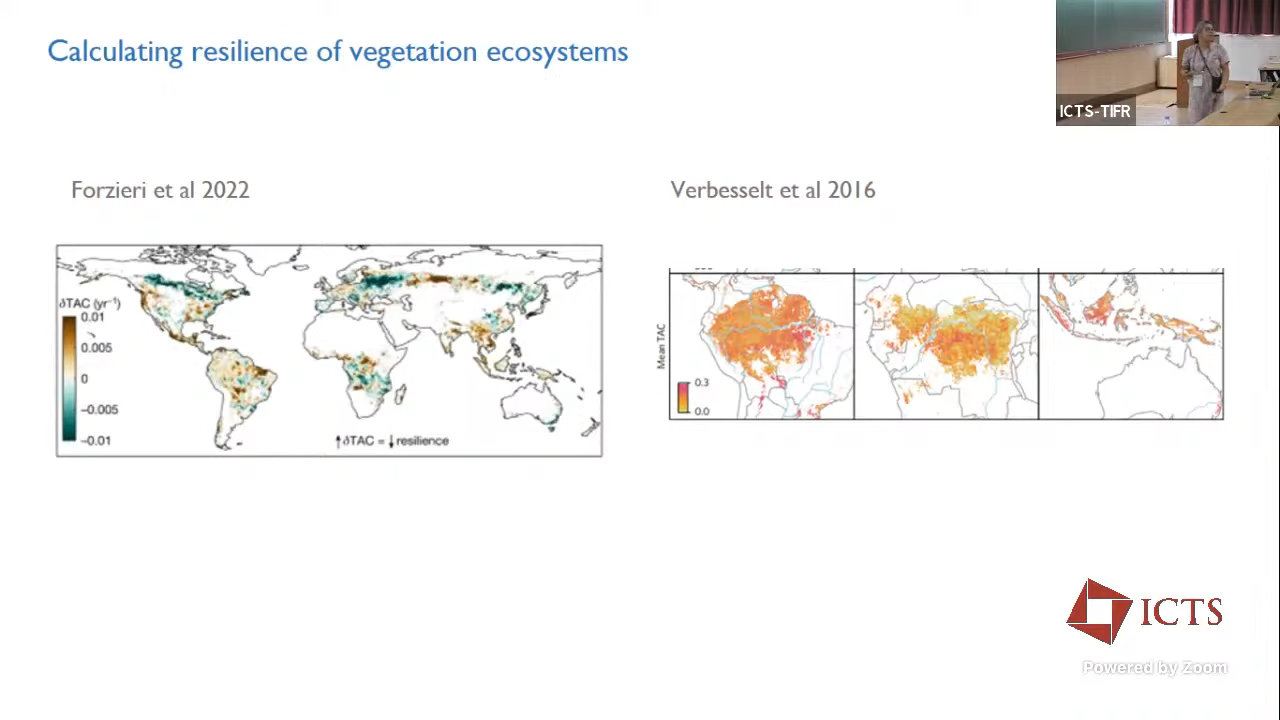 Calculating resilience of vegetation ecosystems
ICTS-TIFR
Forzieri et al 2022
Verbesselt et al 2016
δTAC (yr⁻¹)
0.01
0.005
0
-0.005
-0.01
↑δTAC = ↓resilience
Mean TAC
0.3
0.0
ICTS
Powered by Zoom